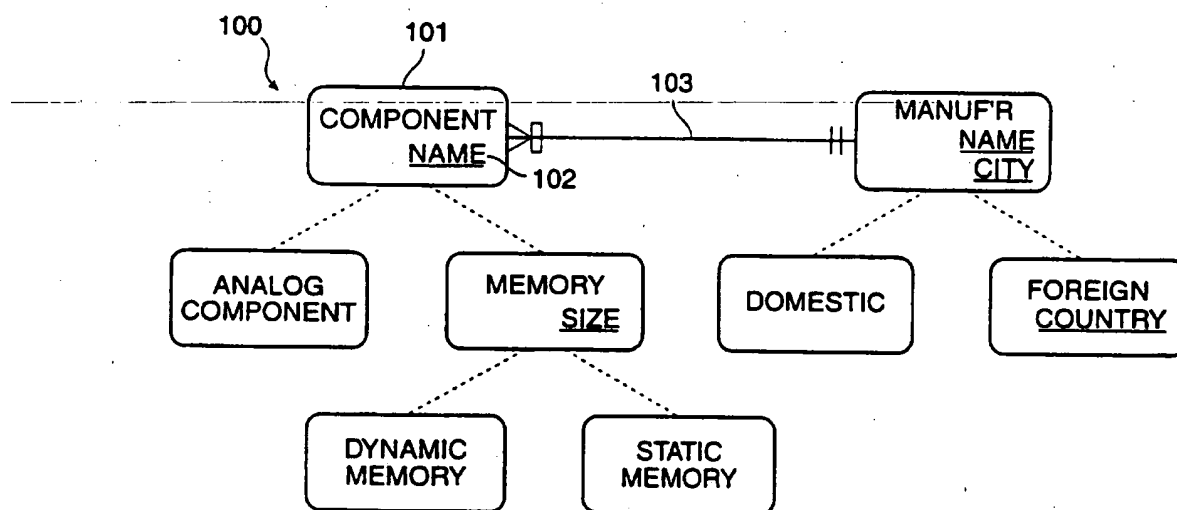 100
101
103
COMPONENT
NAME
102
MANUF'R
NAME
CITY
ANALOG
COMPONENT
MEMORY
SIZE
DOMESTIC
FOREIGN
COUNTRY
DYNAMIC
MEMORY
STATIC
MEMORY